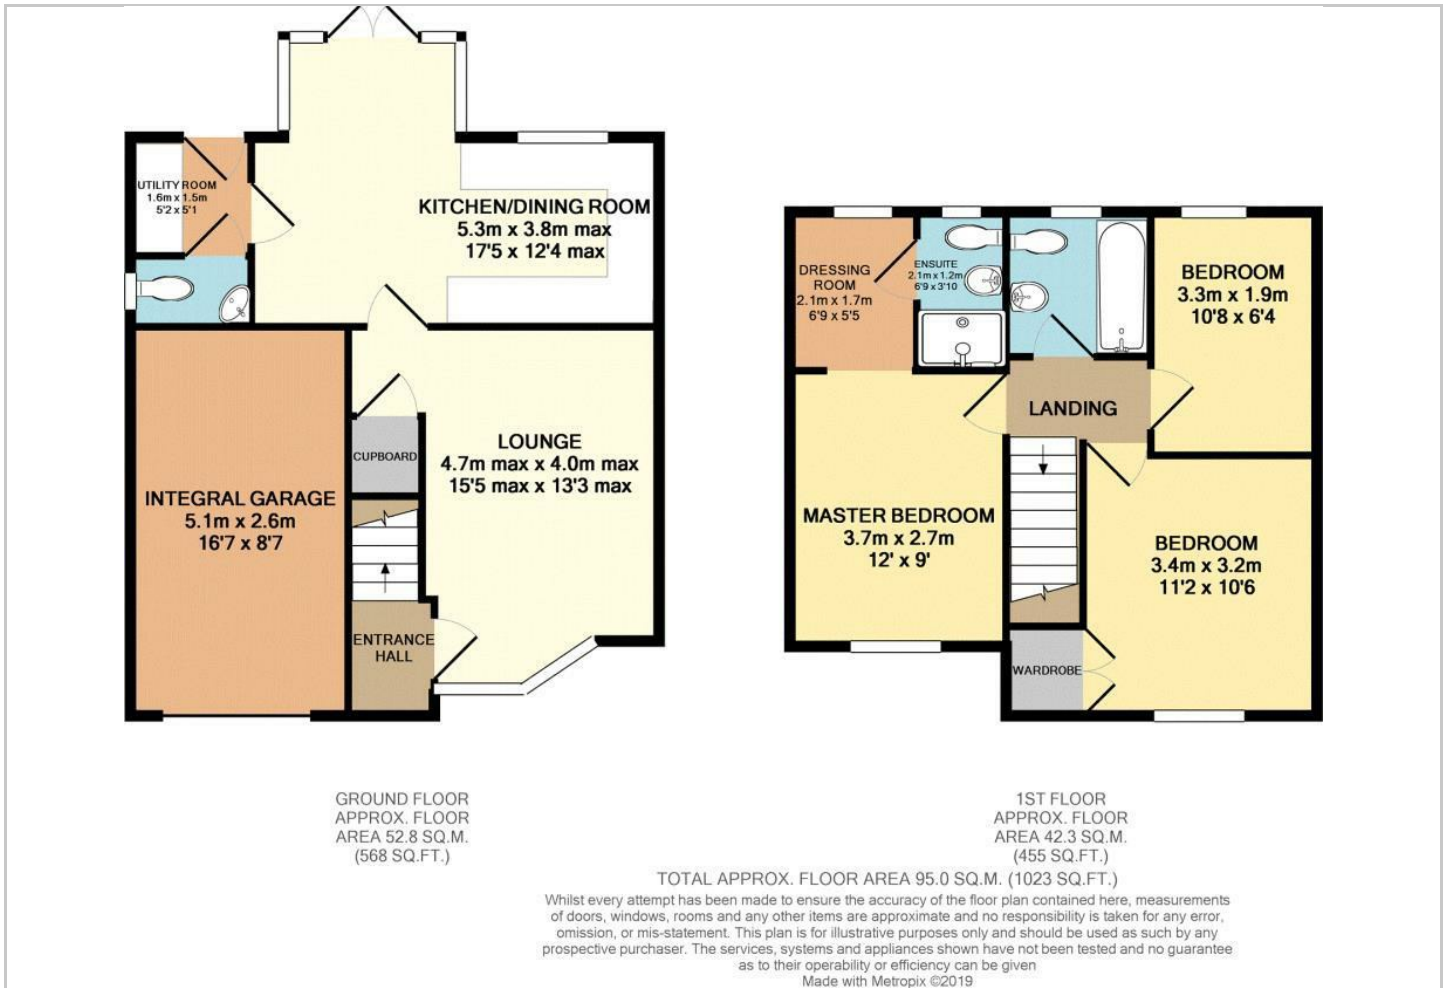 UTILITY ROOM
1.6m x 1.5m
5'2 x 5'1
KITCHEN/DINING ROOM
5.3m x 3.8m max
17'5 x 12'4 max
LOUNGE
4.7m max x 4.0m max
15'5 max x 13'3 max
CUPBOARD
INTEGRAL GARAGE
5.1m x 2.6m
16'7 x 8'7
ENTRANCE
HALL
GROUND FLOOR
APPROX. FLOOR
AREA 52.8 SQ.M.
(568 SQ.FT.)
DRESSING
ROOM
2.1m x 1.7m
6'9 x 5'5
ENSUITE
2.1m x 1.2m
6'9 x 3'10
BEDROOM
3.3m x 1.9m
10'8 x 6'4
LANDING
MASTER BEDROOM
3.7m x 2.7m
12' x 9'
BEDROOM
3.4m x 3.2m
11'2 x 10'6
WARDROBE
1ST FLOOR
APPROX. FLOOR
AREA 42.3 SQ.M.
(455 SQ.FT.)
TOTAL APPROX. FLOOR AREA 95.0 SQ.M. (1023 SQ.FT.)
Whilst every attempt has been made to ensure the accuracy of the floor plan contained here, measurements
of doors, windows, rooms and any other items are approximate and no responsibility is taken for any error,
omission, or mis-statement. This plan is for illustrative purposes only and should be used as such by any
prospective purchaser. The services, systems and appliances shown have not been tested and no guarantee
as to their operability or efficiency can be given
Made with Metropix ©2019